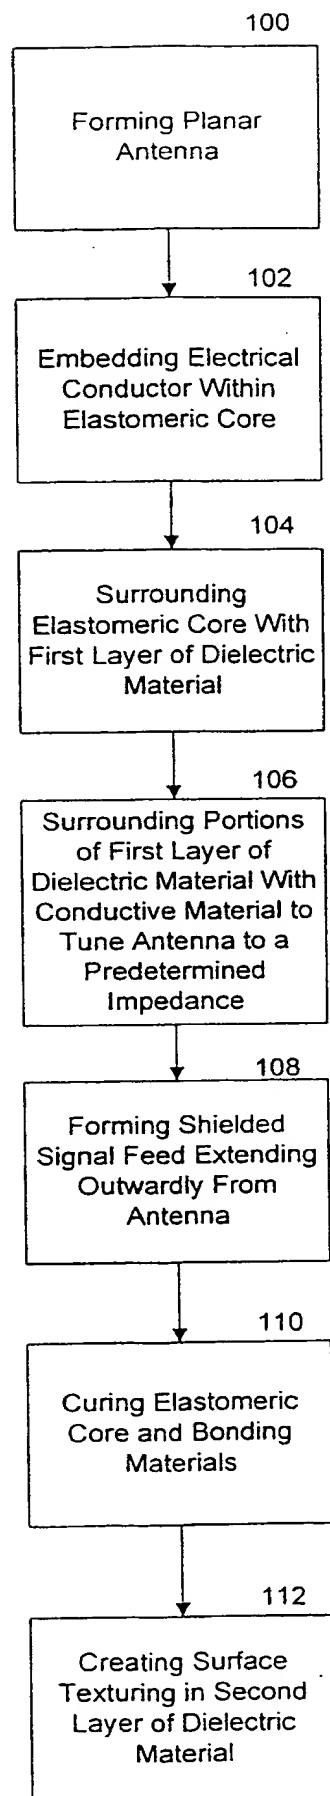 100
Forming Planar
Antenna
102
Embedding Electrical
Conductor Within
Elastomeric Core
104
Surrounding
Elastomeric Core With
First Layer of Dielectric
Material
106
Surrounding Portions
of First Layer of
Dielectric Material With
Conductive Material to
Tune Antenna to a
Predetermined
Impedance
108
Forming Shielded
Signal Feed Extending
Outwardly From
Antenna
110
Curing Elastomeric
Core and Bonding
Materials
112
Creating Surface
Texturing in Second
Layer of Dielectric
Material